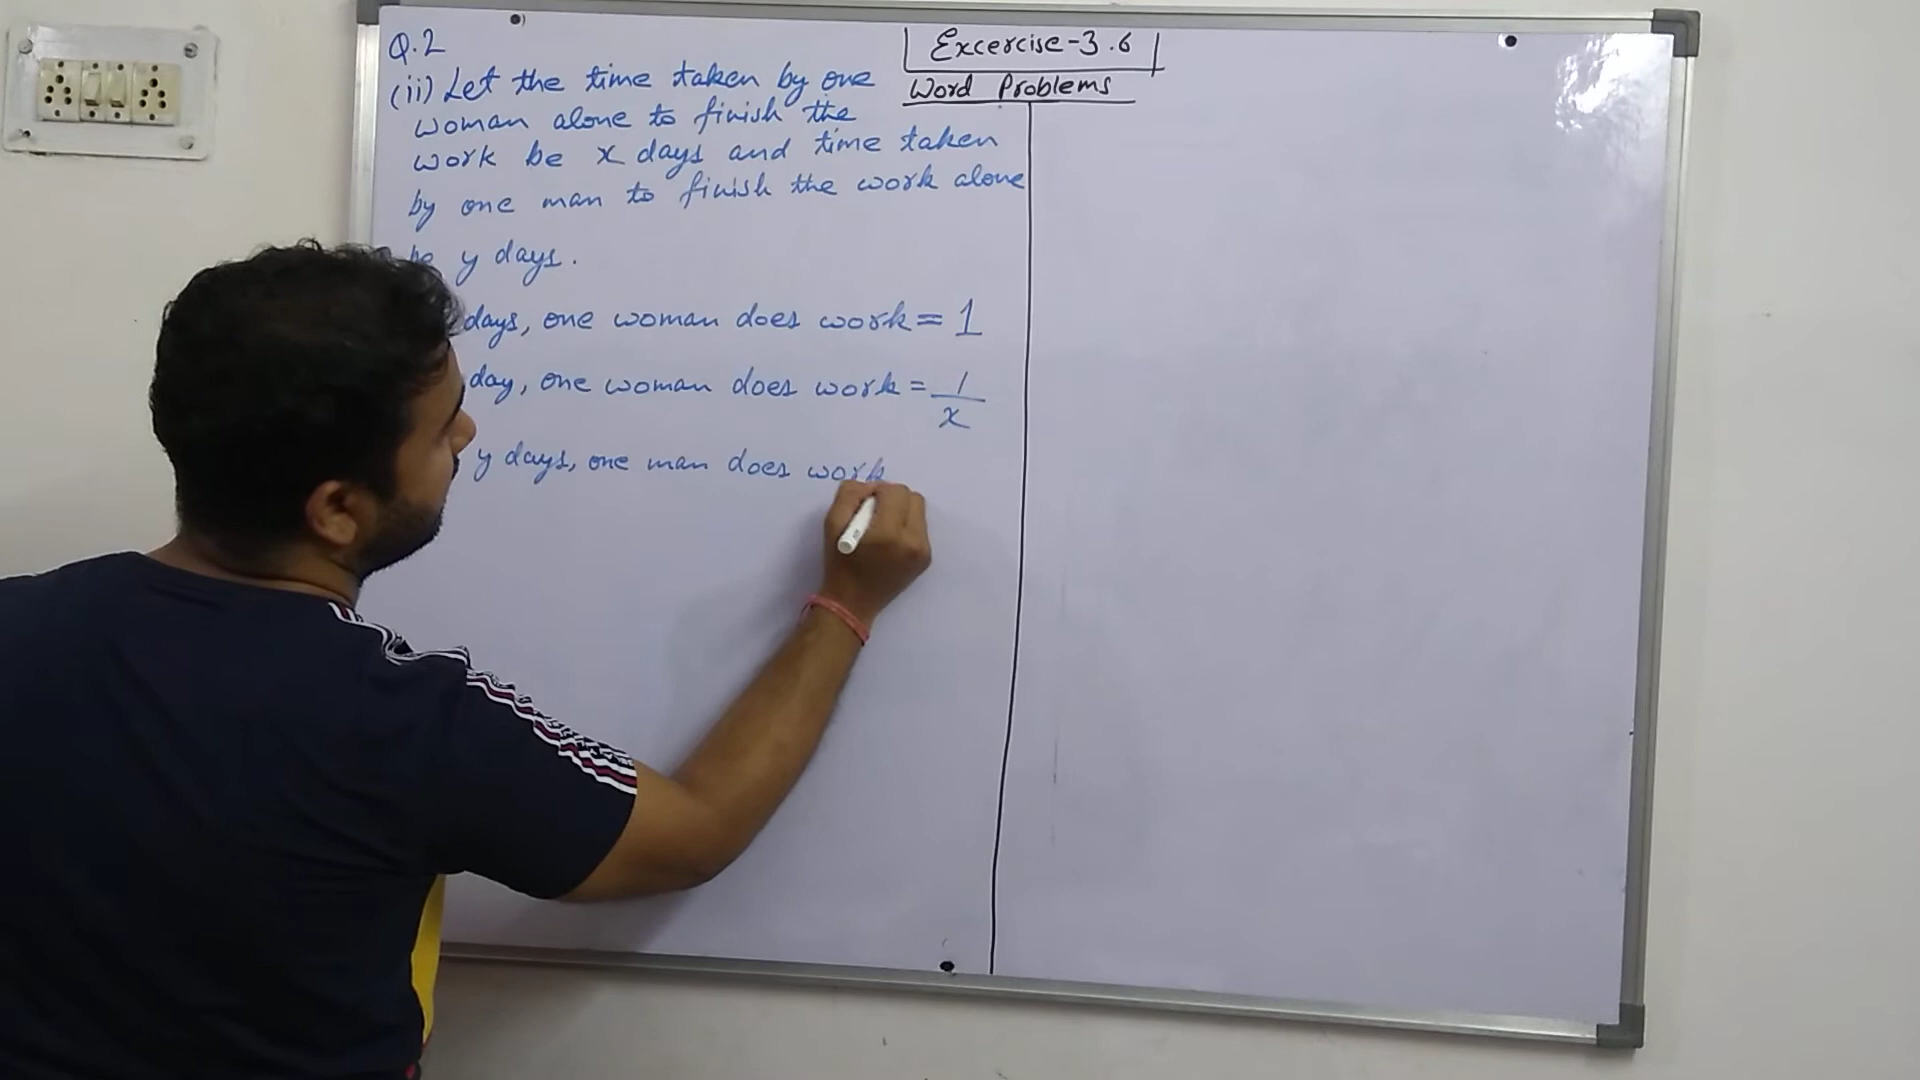 Q.2
Excercise-3.6
Word Problems
(ii) Let the time taken by one
woman alone to finish the
work be x days and time taken
by one man to finish the work alone
be y days.
days, one woman does work = 1
day, one woman does work = 1/x
y days, one man does work